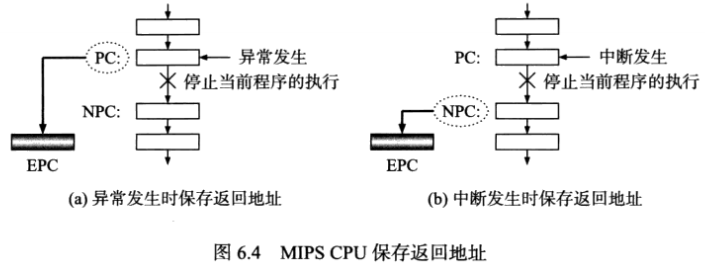 PC: 异常发生
停止当前程序的执行
NPC:
EPC
(a) 异常发生时保存返回地址
PC: 中断发生
停止当前程序的执行
NPC:
EPC
(b) 中断发生时保存返回地址
图 6.4 MIPS CPU 保存返回地址